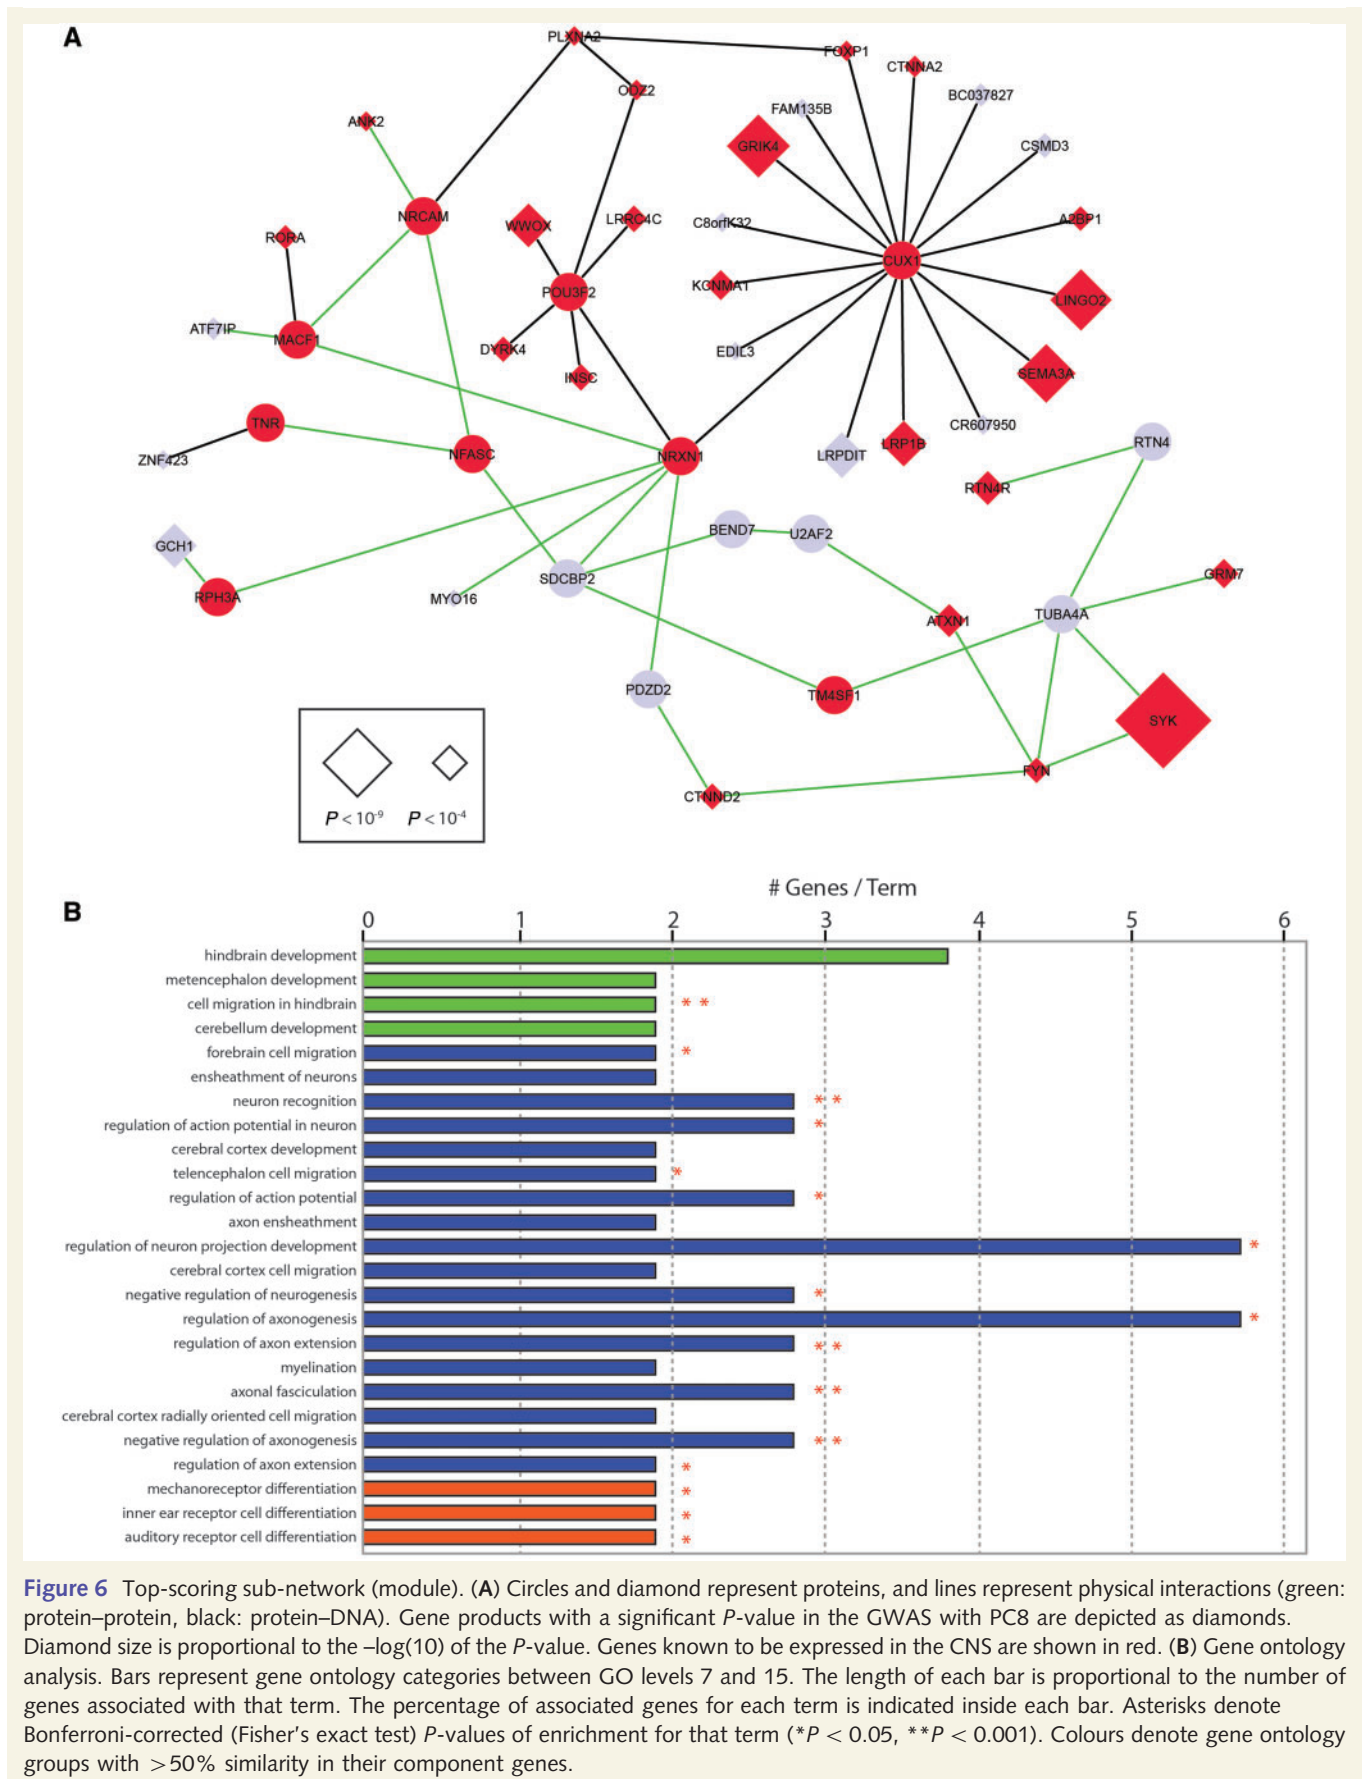 A
PLXNA2
FOXP1
CTNNA2
ODZ2
BC037827
FAM135B
ANK2
GRIK4
CSMD3
NRCAM
WWOX
LRRC4C
C8orfK32
A2BP1
RORA
CUX1
KCNMA1
POU3F2
LINGO2
ATF7IP
MACF1
DYRK4
EDIL3
INSC
SEMA3A
TNR
CR607950
RTN4
ZNF423
NFASC
NRXN1
LRPDIT
LRP1B
RTN4R
BEND7
U2AF2
GCH1
SDCBP2
GRM7
RPH3A
MYO16
ATXN1
TUBA4A
PDZD2
TM4SF1
SYK
FYN
CTNND2
P < 10-9 P < 10-4
B
# Genes / Term
0 1 2 3 4 5 6
hindbrain development
metencephalon development
cell migration in hindbrain * *
cerebellum development
forebrain cell migration *
ensheathment of neurons
neuron recognition * *
regulation of action potential in neuron *
cerebral cortex development
telencephalon cell migration *
regulation of action potential *
axon ensheathment
regulation of neuron projection development *
cerebral cortex cell migration
negative regulation of neurogenesis *
regulation of axonogenesis *
regulation of axon extension * *
myelination
axonal fasciculation * *
cerebral cortex radially oriented cell migration
negative regulation of axonogenesis * *
regulation of axon extension *
mechanoreceptor differentiation *
inner ear receptor cell differentiation *
auditory receptor cell differentiation *
Figure 6 Top-scoring sub-network (module). (A) Circles and diamond represent proteins, and lines represent physical interactions (green:
protein–protein, black: protein–DNA). Gene products with a significant P-value in the GWAS with PC8 are depicted as diamonds.
Diamond size is proportional to the –log(10) of the P-value. Genes known to be expressed in the CNS are shown in red. (B) Gene ontology
analysis. Bars represent gene ontology categories between GO levels 7 and 15. The length of each bar is proportional to the number of
genes associated with that term. The percentage of associated genes for each term is indicated inside each bar. Asterisks denote
Bonferroni-corrected (Fisher's exact test) P-values of enrichment for that term (*P < 0.05, **P < 0.001). Colours denote gene ontology
groups with >50% similarity in their component genes.